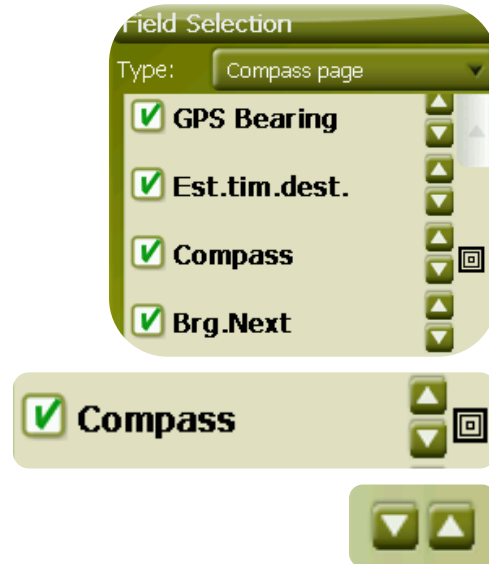 Field Selection
Type: Compass page
GPS Bearing
Est.tim.dest.
Compass
Brg.Next
Compass